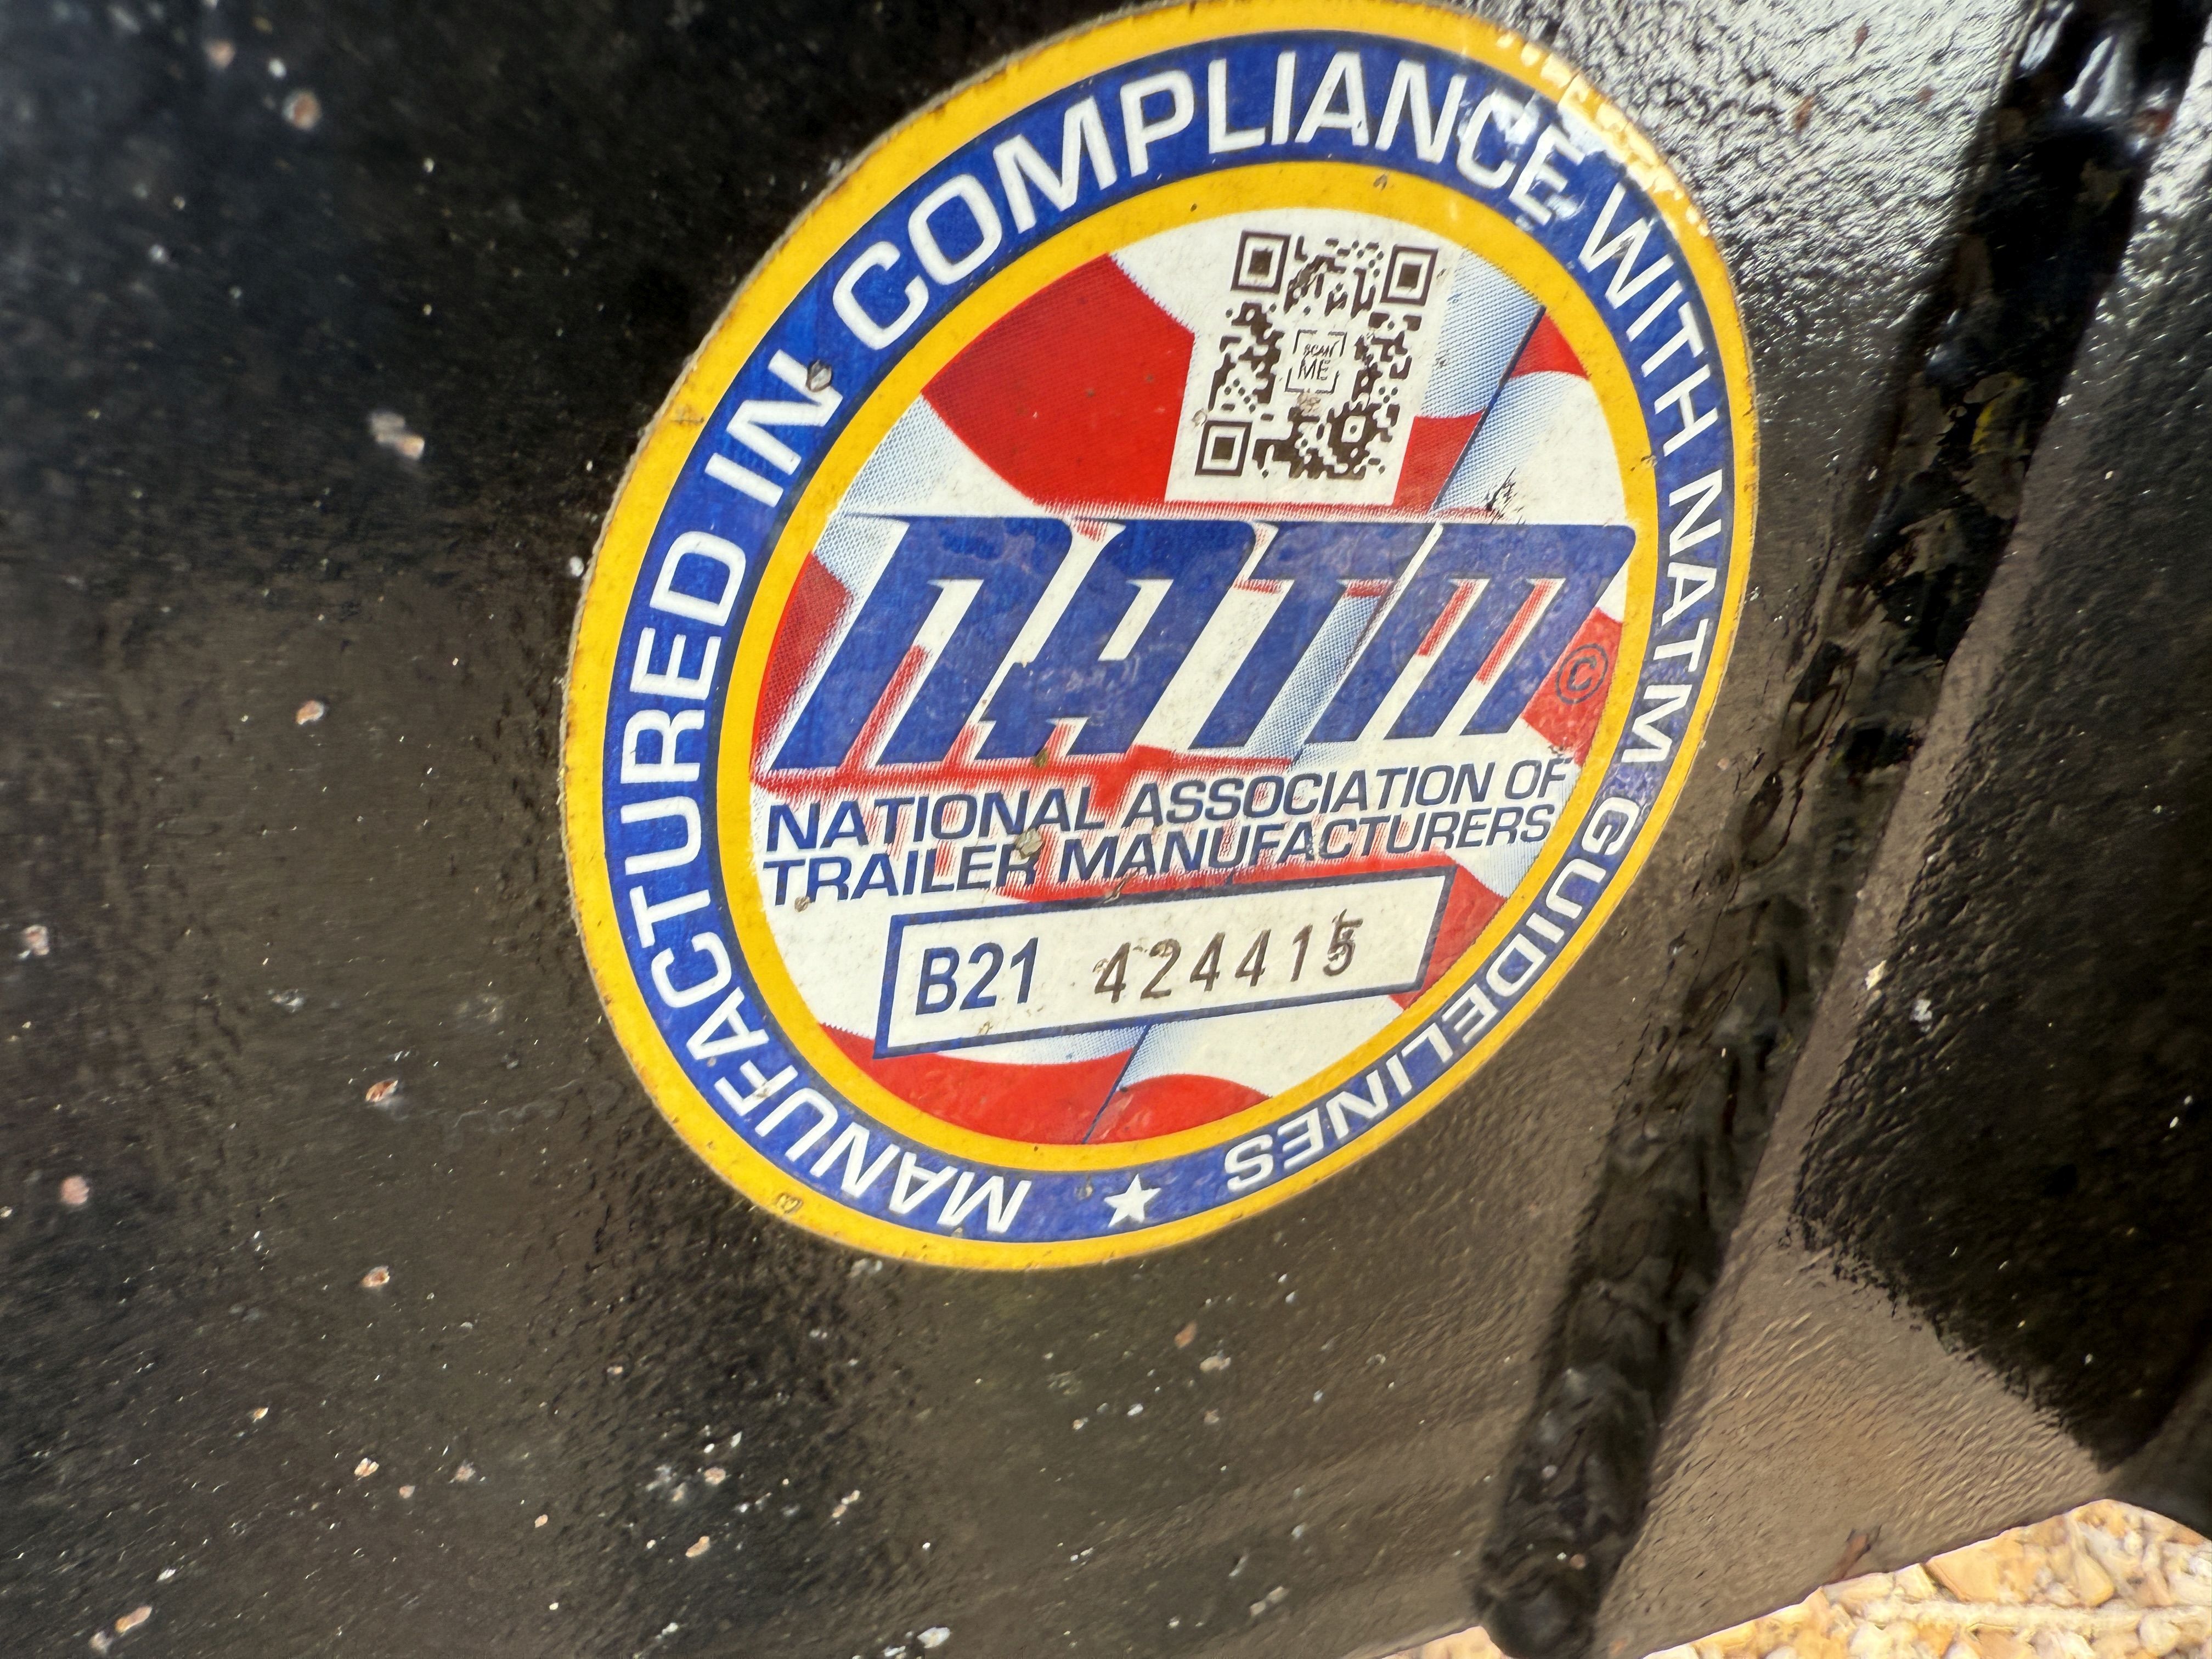 MANUFACTURED IN COMPLIANCE WITH NATM GUIDELINES ★
SCAN
ME
NATM ©
NATIONAL ASSOCIATION OF
TRAILER MANUFACTURERS
B21 424415